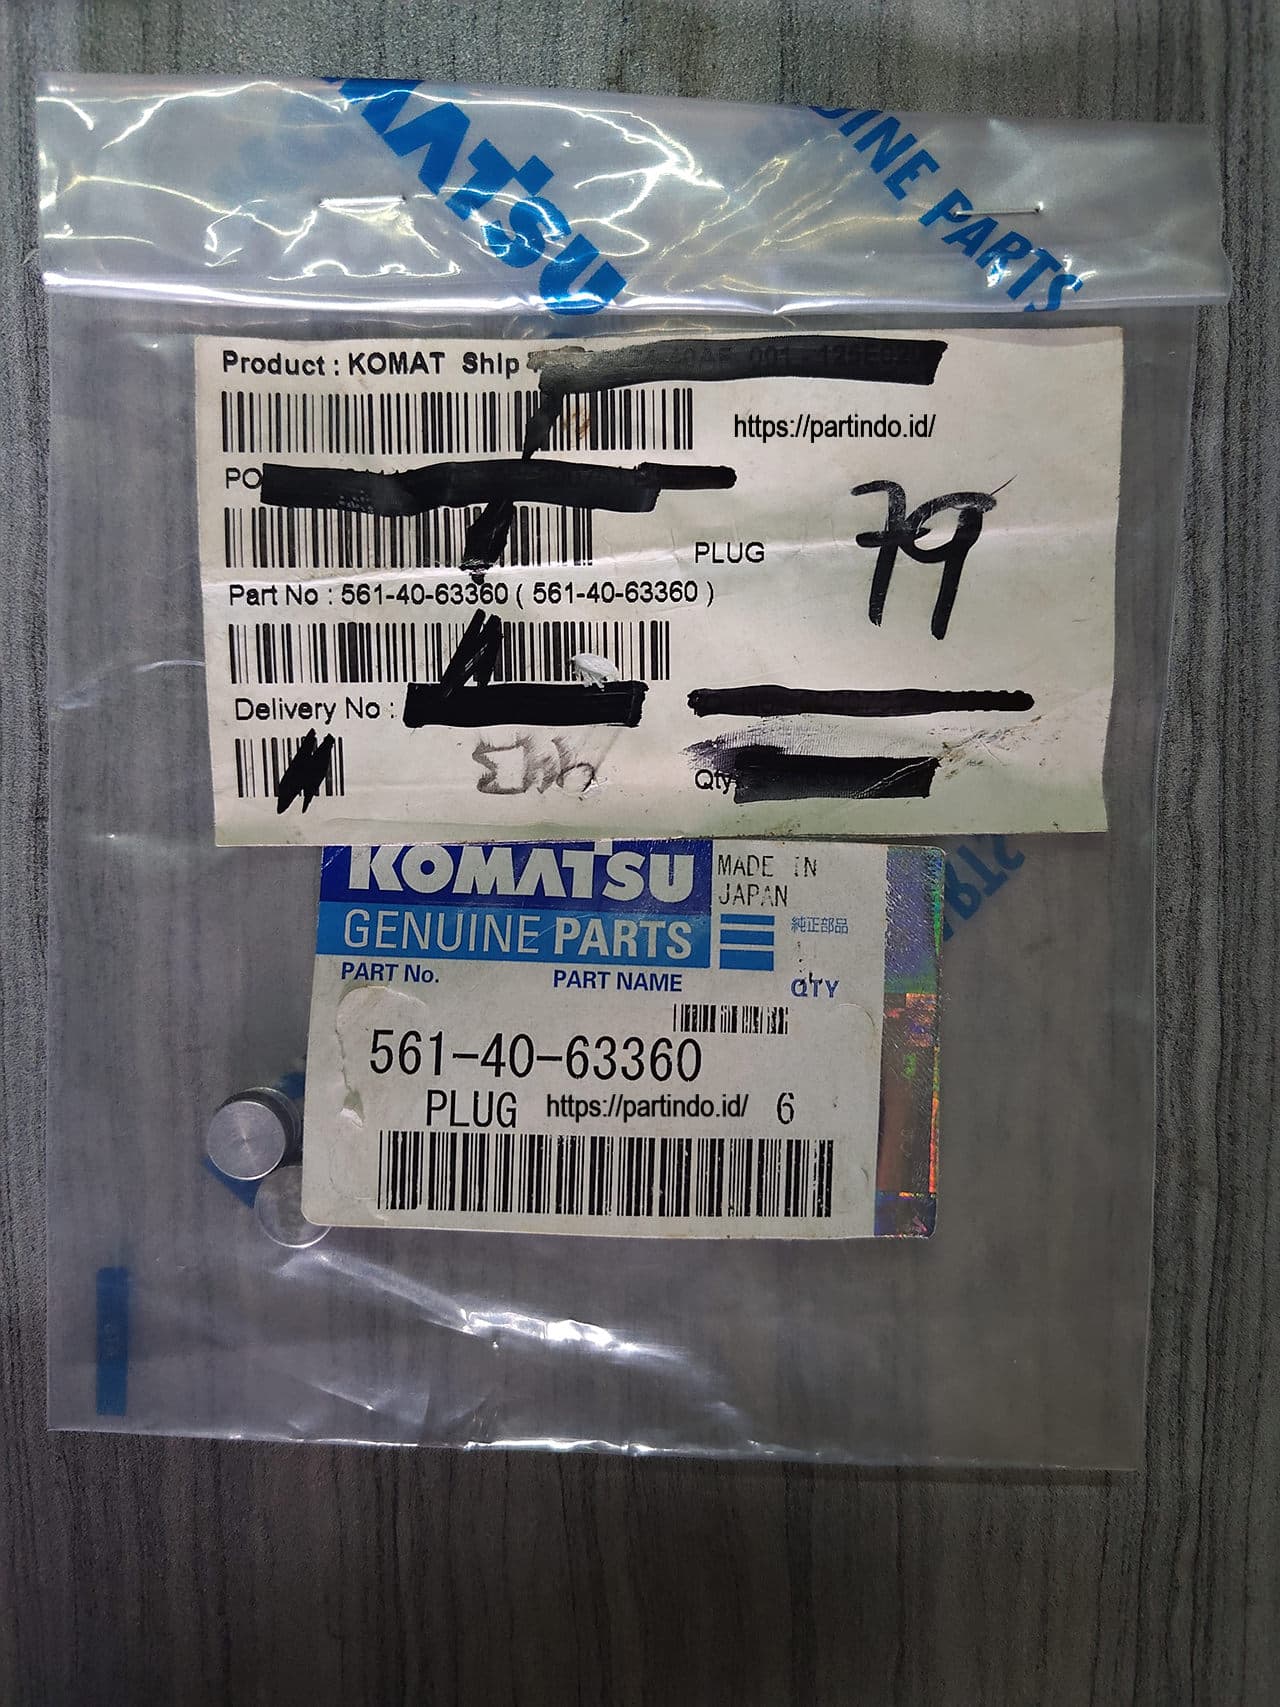 KOMATSU
GENUINE PARTS
Product : KOMAT Ship
https://partindo.id/
PO
79
PLUG
Part No : 561-40-63360 ( 561-40-63360 )
Delivery No :
Qty
KOMATSU
MADE IN
JAPAN
GENUINE PARTS
純正部品
PART No.
PART NAME
QTY
561-40-63360
PLUG
https://partindo.id/
6